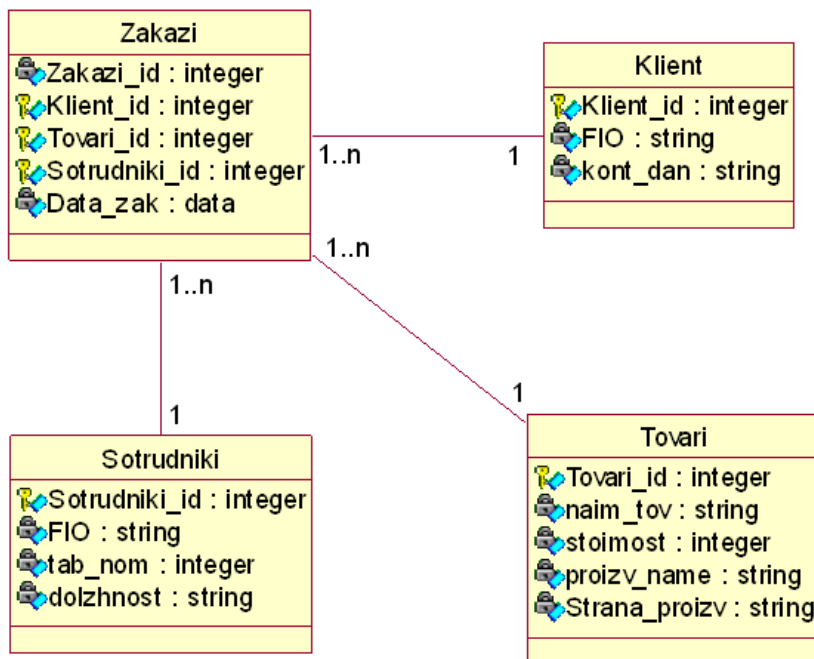 Zakazi
Zakazi_id : integer
Klient_id : integer
Tovari_id : integer
Sotrudniki_id : integer
Data_zak : data
Klient
Klient_id : integer
FIO : string
kont_dan : string
1..n
1
1..n
1..n
1
1
Sotrudniki
Sotrudniki_id : integer
FIO : string
tab_nom : integer
dolzhnost : string
Tovari
Tovari_id : integer
naim_tov : string
stoimost : integer
proizv_name : string
Strana_proizv : string